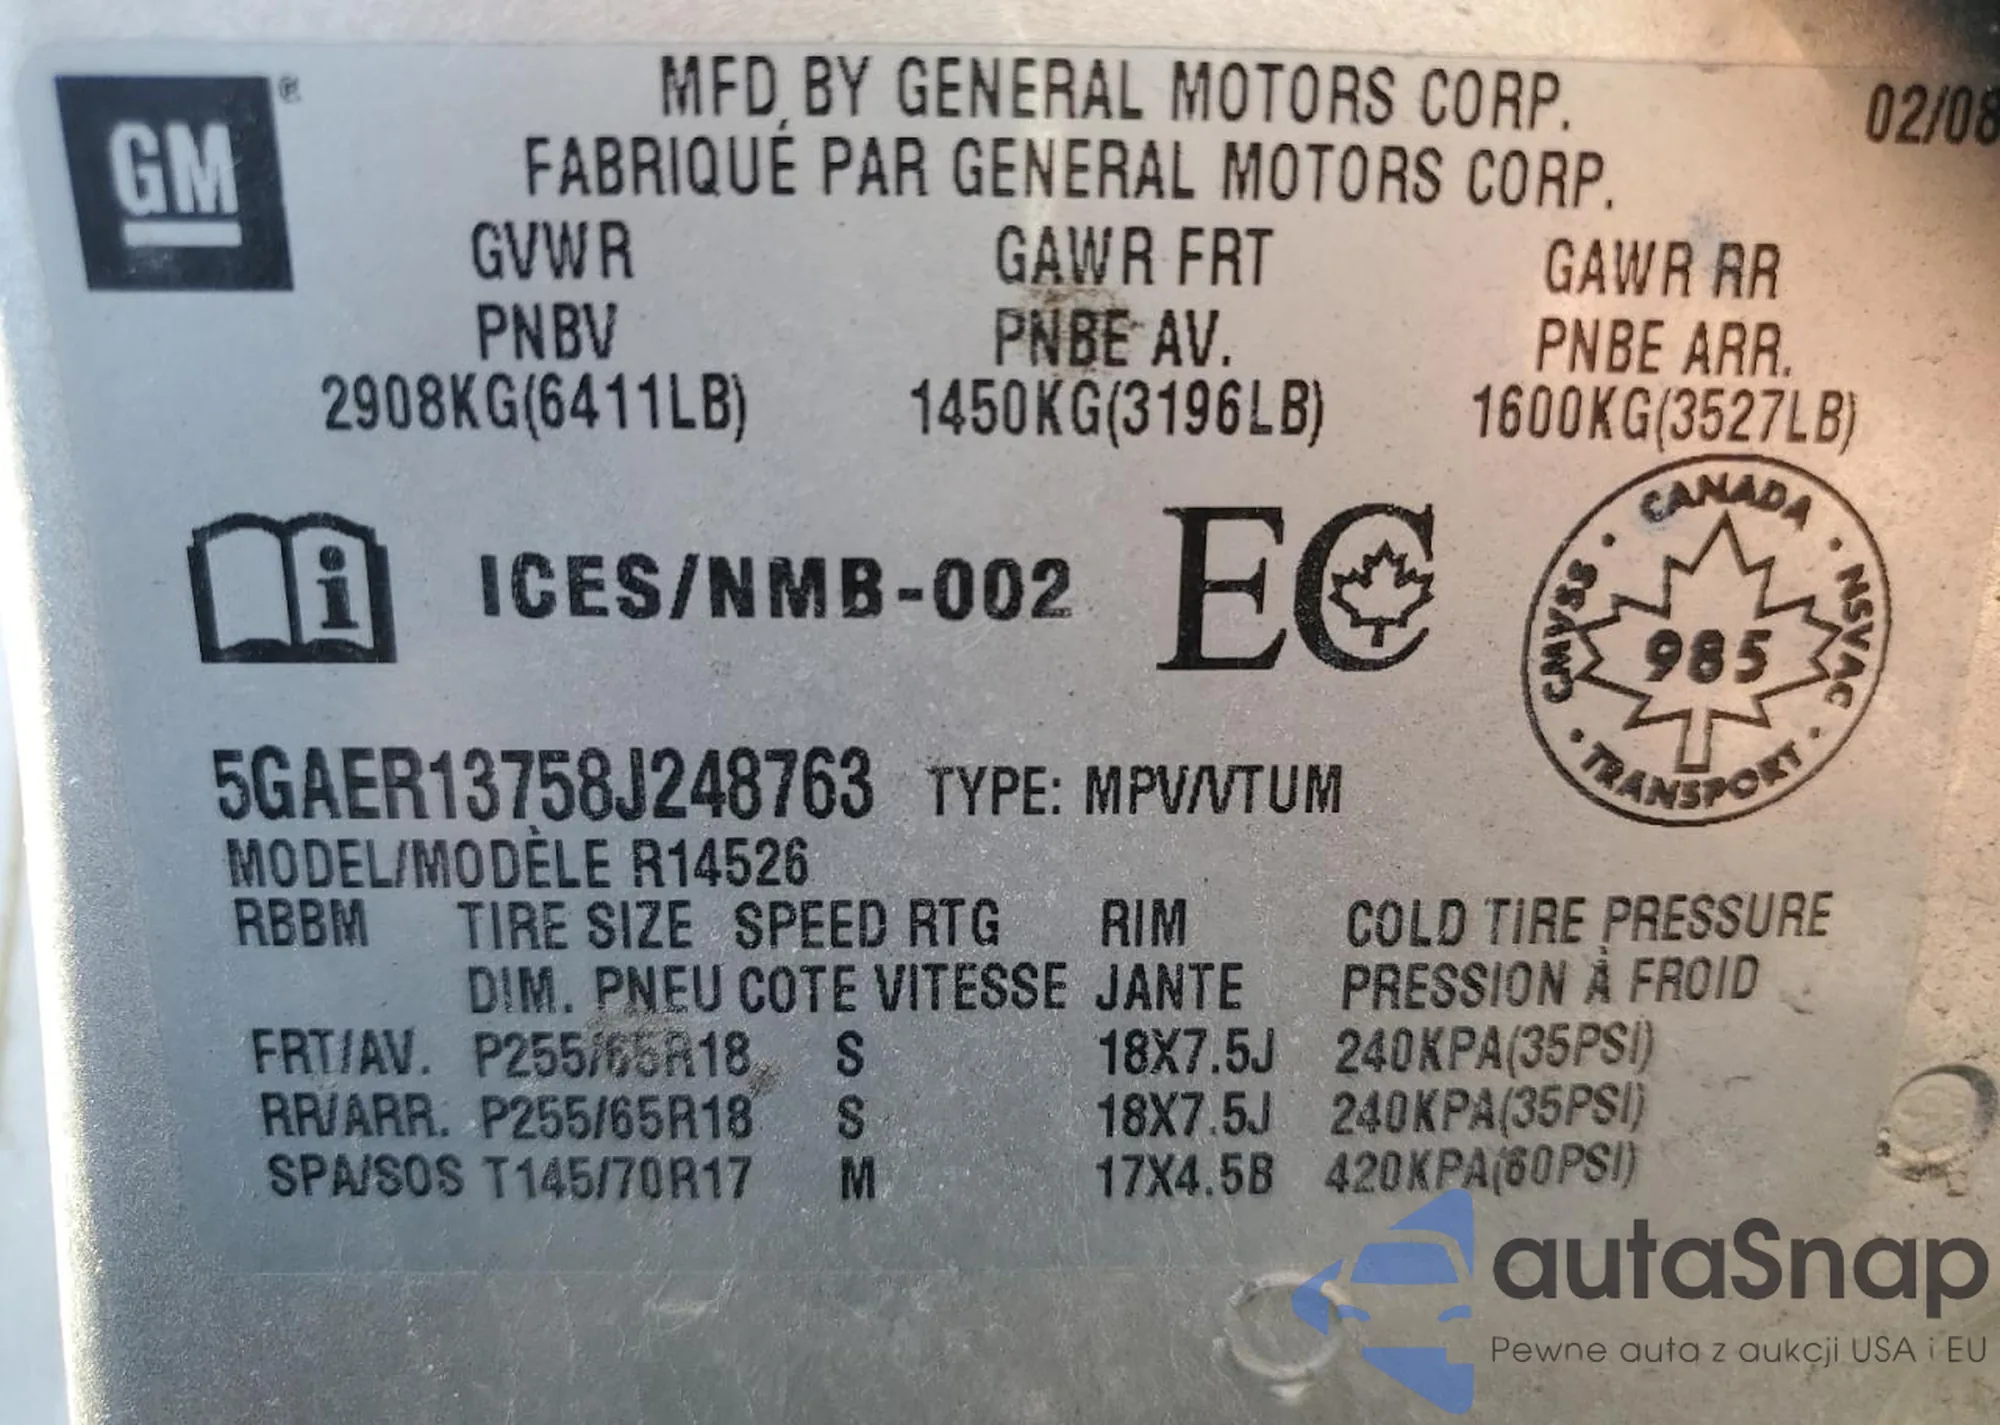 GM®
MFD BY GENERAL MOTORS CORP.
02/08
FABRIQUÉ PAR GENERAL MOTORS CORP.
GVWR GAWR FRT GAWR RR
PNBV PNBE AV. PNBE ARR.
2908KG(6411LB) 1450KG(3196LB) 1600KG(3527LB)
i ICES/NMB-002 EC
CANADA
CMVSS · 985 · NSVAC
· TRANSPORT ·
5GAER13758J248763 TYPE: MPV/VTUM
MODEL/MODÈLE R14526
RBBM TIRE SIZE SPEED RTG RIM COLD TIRE PRESSURE
DIM. PNEU COTE VITESSE JANTE PRESSION À FROID
FRT/AV. P255/65R18 S 18X7.5J 240KPA(35PSI)
RR/ARR. P255/65R18 S 18X7.5J 240KPA(35PSI)
SPA/SOS T145/70R17 M 17X4.5B 420KPA(60PSI)
autaSnap
Pewne auta z aukcji USA i EU